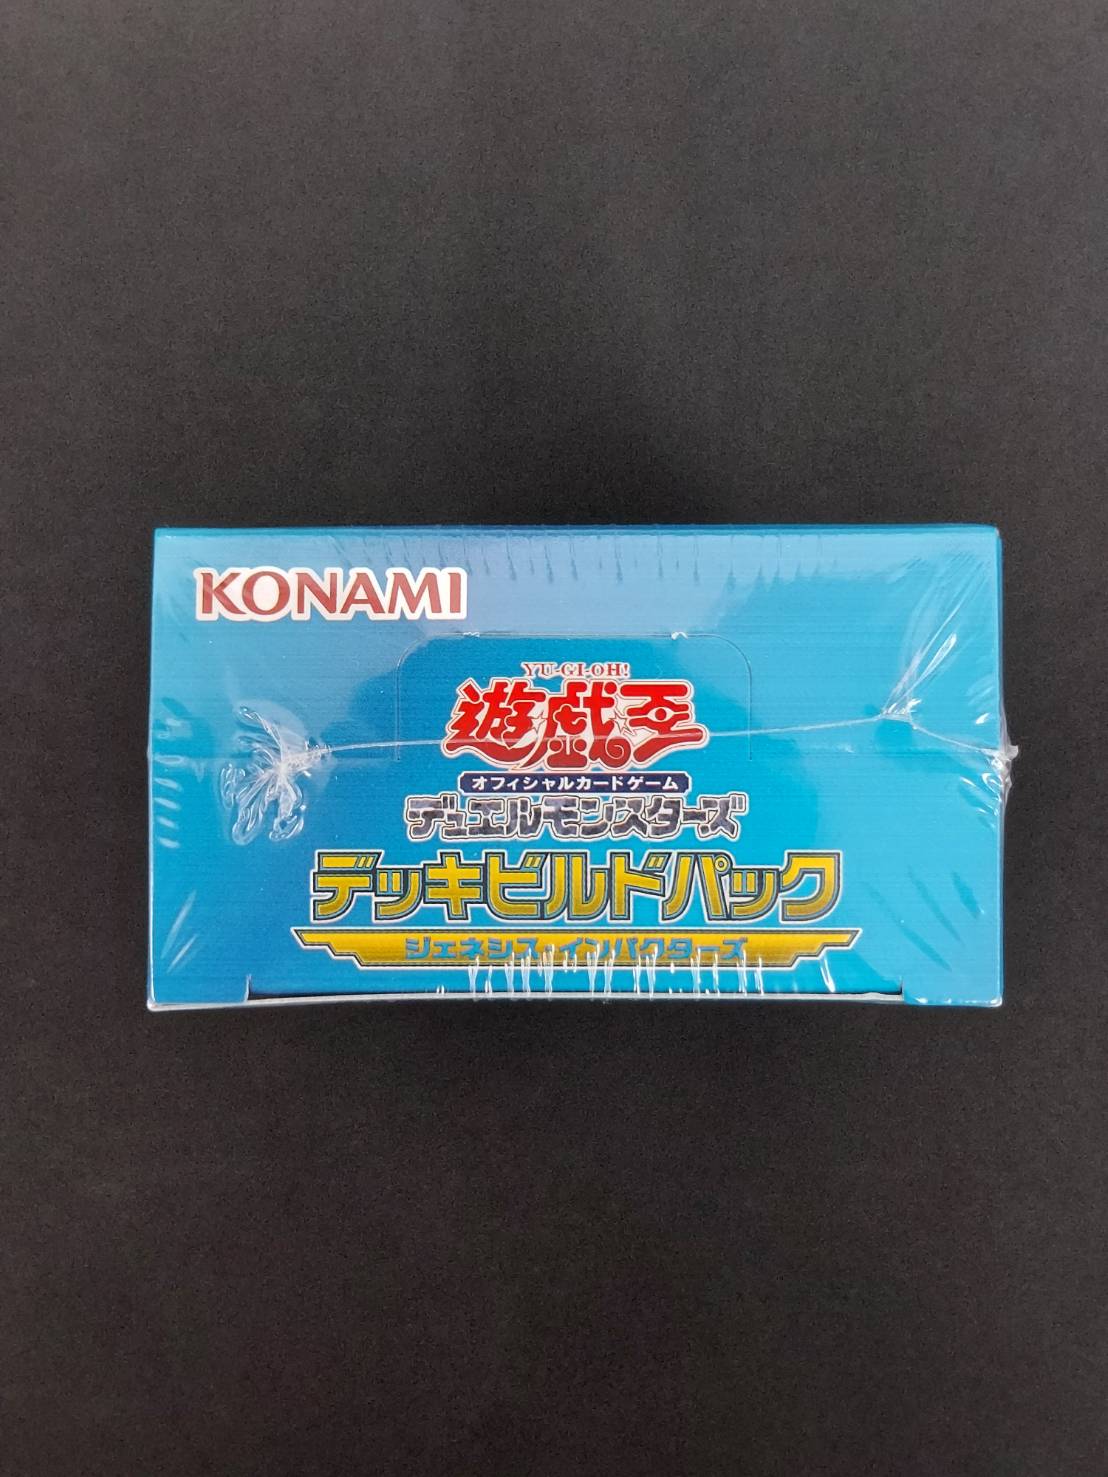 KONAMI
YU-GI-OH!
遊戯王
オフィシャルカードゲーム
デュエルモンスターズ
デッキビルドパック
ジェネシス・インパクターズ